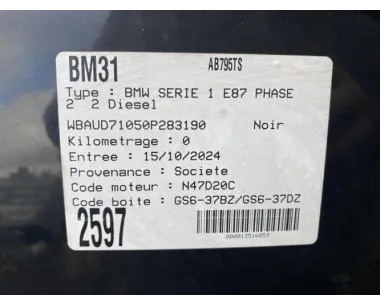 BM31 AB795TS
Type : BMW SERIE 1 E87 PHASE
2 2 Diesel
WBAUD71050P283190 Noir
Kilometrage : 0
Entree : 15/10/2024
Provenance : Societe
Code moteur : N47D20C
Code boite : GS6-37BZ/GS6-37DZ
2597
000013516059